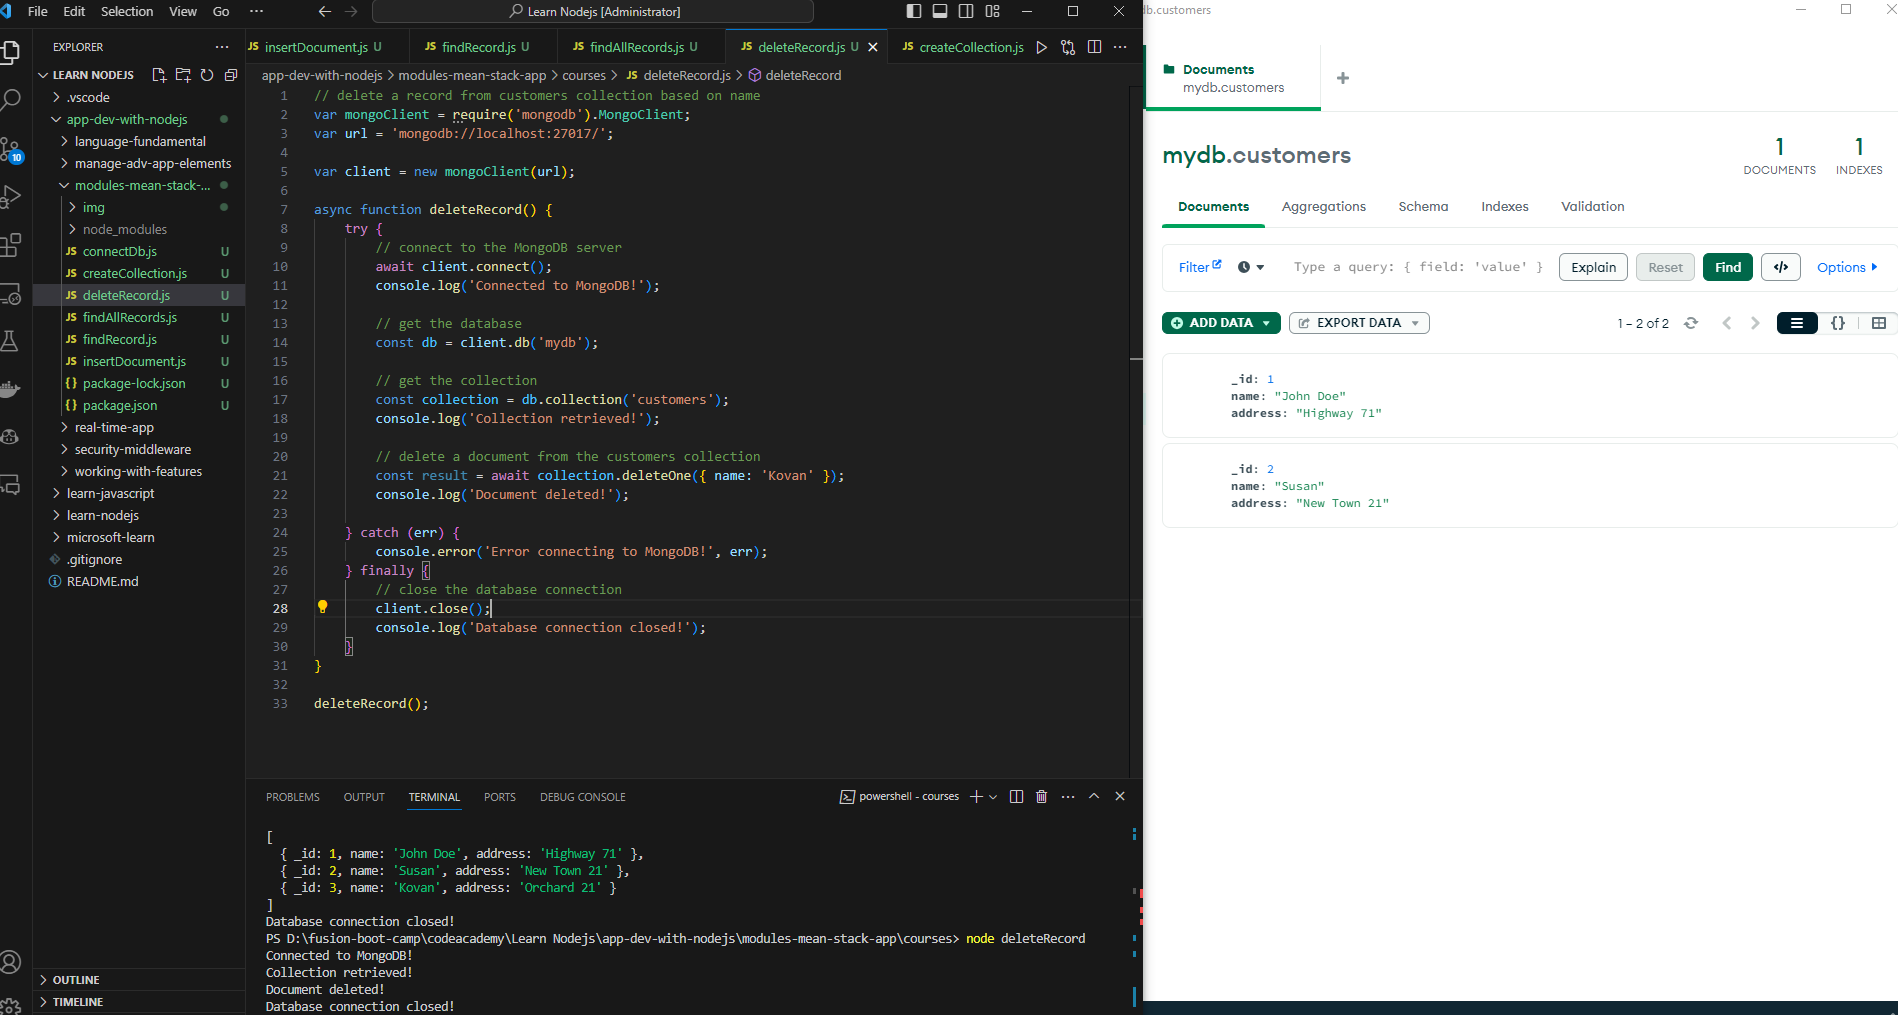 File Edit Selection View Go ··· Learn Nodejs [Administrator]
EXPLORER
LEARN NODEJS
.vscode
app-dev-with-nodejs
language-fundamental
manage-adv-app-elements
modules-mean-stack-...
img
node_modules
JS connectDb.js U
JS createCollection.js U
JS deleteRecord.js U
JS findAllRecords.js U
JS findRecord.js U
JS insertDocument.js U
{} package-lock.json U
{} package.json U
real-time-app
security-middleware
working-with-features
learn-javascript
learn-nodejs
microsoft-learn
.gitignore
README.md
OUTLINE
TIMELINE
10
JS insertDocument.js U JS findRecord.js U JS findAllRecords.js U JS deleteRecord.js U JS createCollection.js
app-dev-with-nodejs > modules-mean-stack-app > courses > JS deleteRecord.js > deleteRecord
1 // delete a record from customers collection based on name
2 var mongoClient = require('mongodb').MongoClient;
3 var url = 'mongodb://localhost:27017/';
4
5 var client = new mongoClient(url);
6
7 async function deleteRecord() {
8 try {
9 // connect to the MongoDB server
10 await client.connect();
11 console.log('Connected to MongoDB!');
12
13 // get the database
14 const db = client.db('mydb');
15
16 // get the collection
17 const collection = db.collection('customers');
18 console.log('Collection retrieved!');
19
20 // delete a document from the customers collection
21 const result = await collection.deleteOne({ name: 'Kovan' });
22 console.log('Document deleted!');
23
24 } catch (err) {
25 console.error('Error connecting to MongoDB!', err);
26 } finally {
27 // close the database connection
28 client.close();
29 console.log('Database connection closed!');
30 }
31 }
32
33 deleteRecord();
PROBLEMS OUTPUT TERMINAL PORTS DEBUG CONSOLE powershell - courses
[
{ _id: 1, name: 'John Doe', address: 'Highway 71' },
{ _id: 2, name: 'Susan', address: 'New Town 21' },
{ _id: 3, name: 'Kovan', address: 'Orchard 21' }
]
Database connection closed!
PS D:\fusion-boot-camp\codeacademy\Learn Nodejs\app-dev-with-nodejs\modules-mean-stack-app\courses> node deleteRecord
Connected to MongoDB!
Collection retrieved!
Document deleted!
Database connection closed!
db.customers
Documents
mydb.customers
mydb.customers
1 DOCUMENTS
1 INDEXES
Documents Aggregations Schema Indexes Validation
Filter Type a query: { field: 'value' } Explain Reset Find </> Options
ADD DATA EXPORT DATA 1 – 2 of 2 {}
_id: 1
name: "John Doe"
address: "Highway 71"
_id: 2
name: "Susan"
address: "New Town 21"